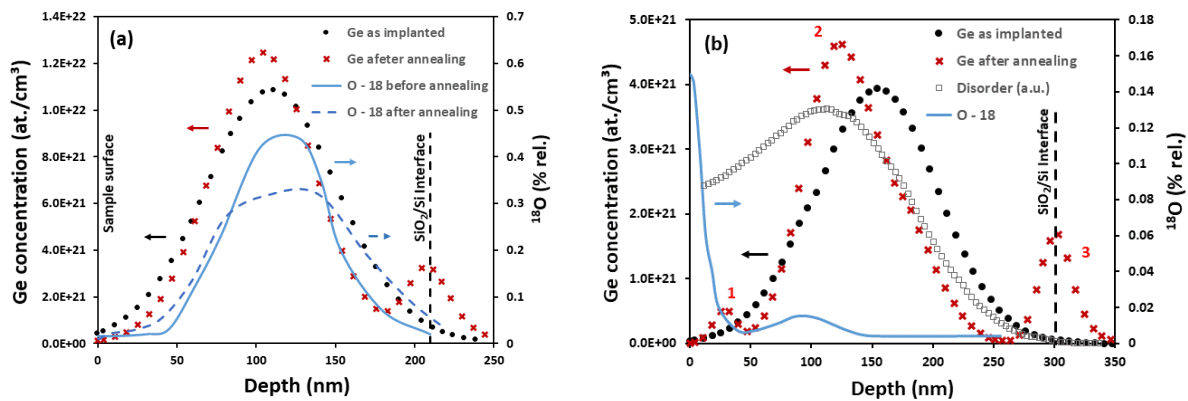 (a)
1.4E+22
1.2E+22
1.0E+22
8.0E+21
6.0E+21
4.0E+21
2.0E+21
0.0E+00
Ge concentration (at./cm³)
0
50
100
150
200
250
Depth (nm)
0.7
0.6
0.5
0.4
0.3
0.2
0.1
0
¹⁸O (% rel.)
Ge as implanted
Ge afeter annealing
O - 18 before annealing
O - 18 after annealing
Sample surface
SiO₂/Si Interface
(b)
5.0E+21
4.0E+21
3.0E+21
2.0E+21
1.0E+21
0.0E+00
Ge concentration (at./cm³)
0
50
100
150
200
250
300
350
Depth (nm)
0.18
0.16
0.14
0.12
0.1
0.08
0.06
0.04
0.02
0
¹⁸O (% rel.)
Ge as implanted
Ge after annealing
Disorder (a.u.)
O - 18
SiO₂/Si Interface
1
2
3